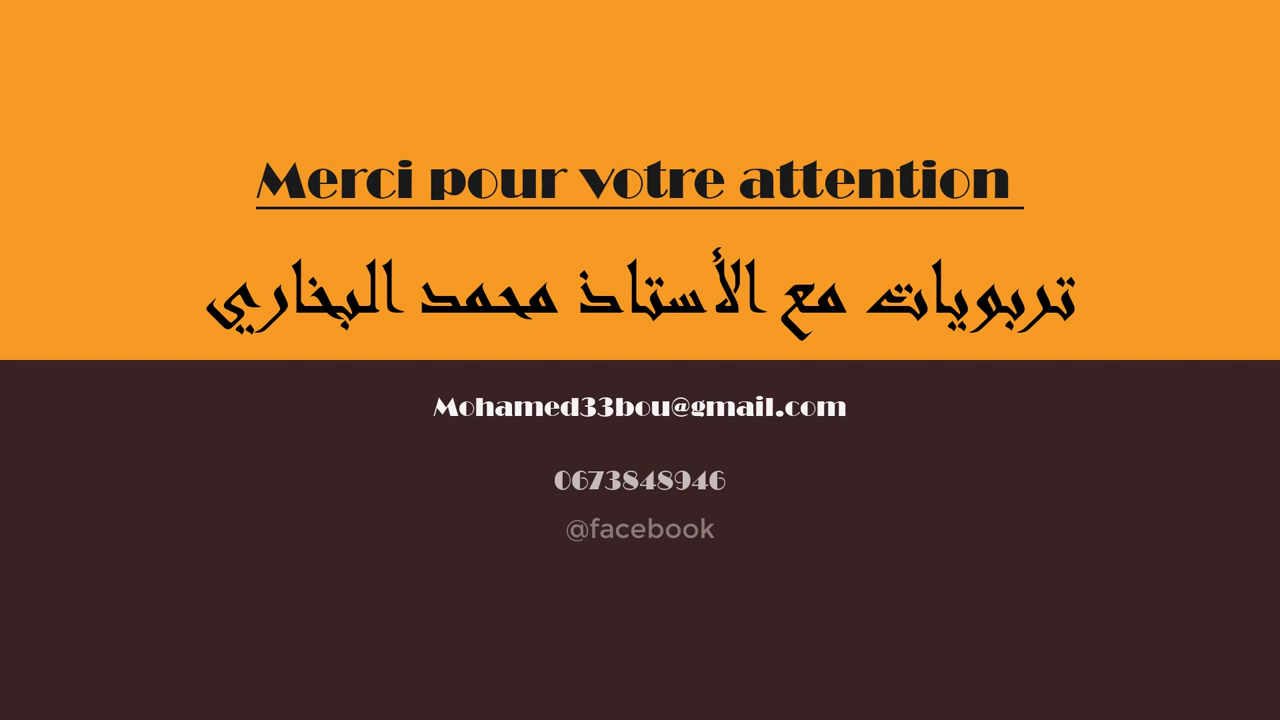 Merci pour votre attention
تربويات مع الأستاذ محمد البخاري
Mohamed33bou@gmail.com
0673848946
@facebook